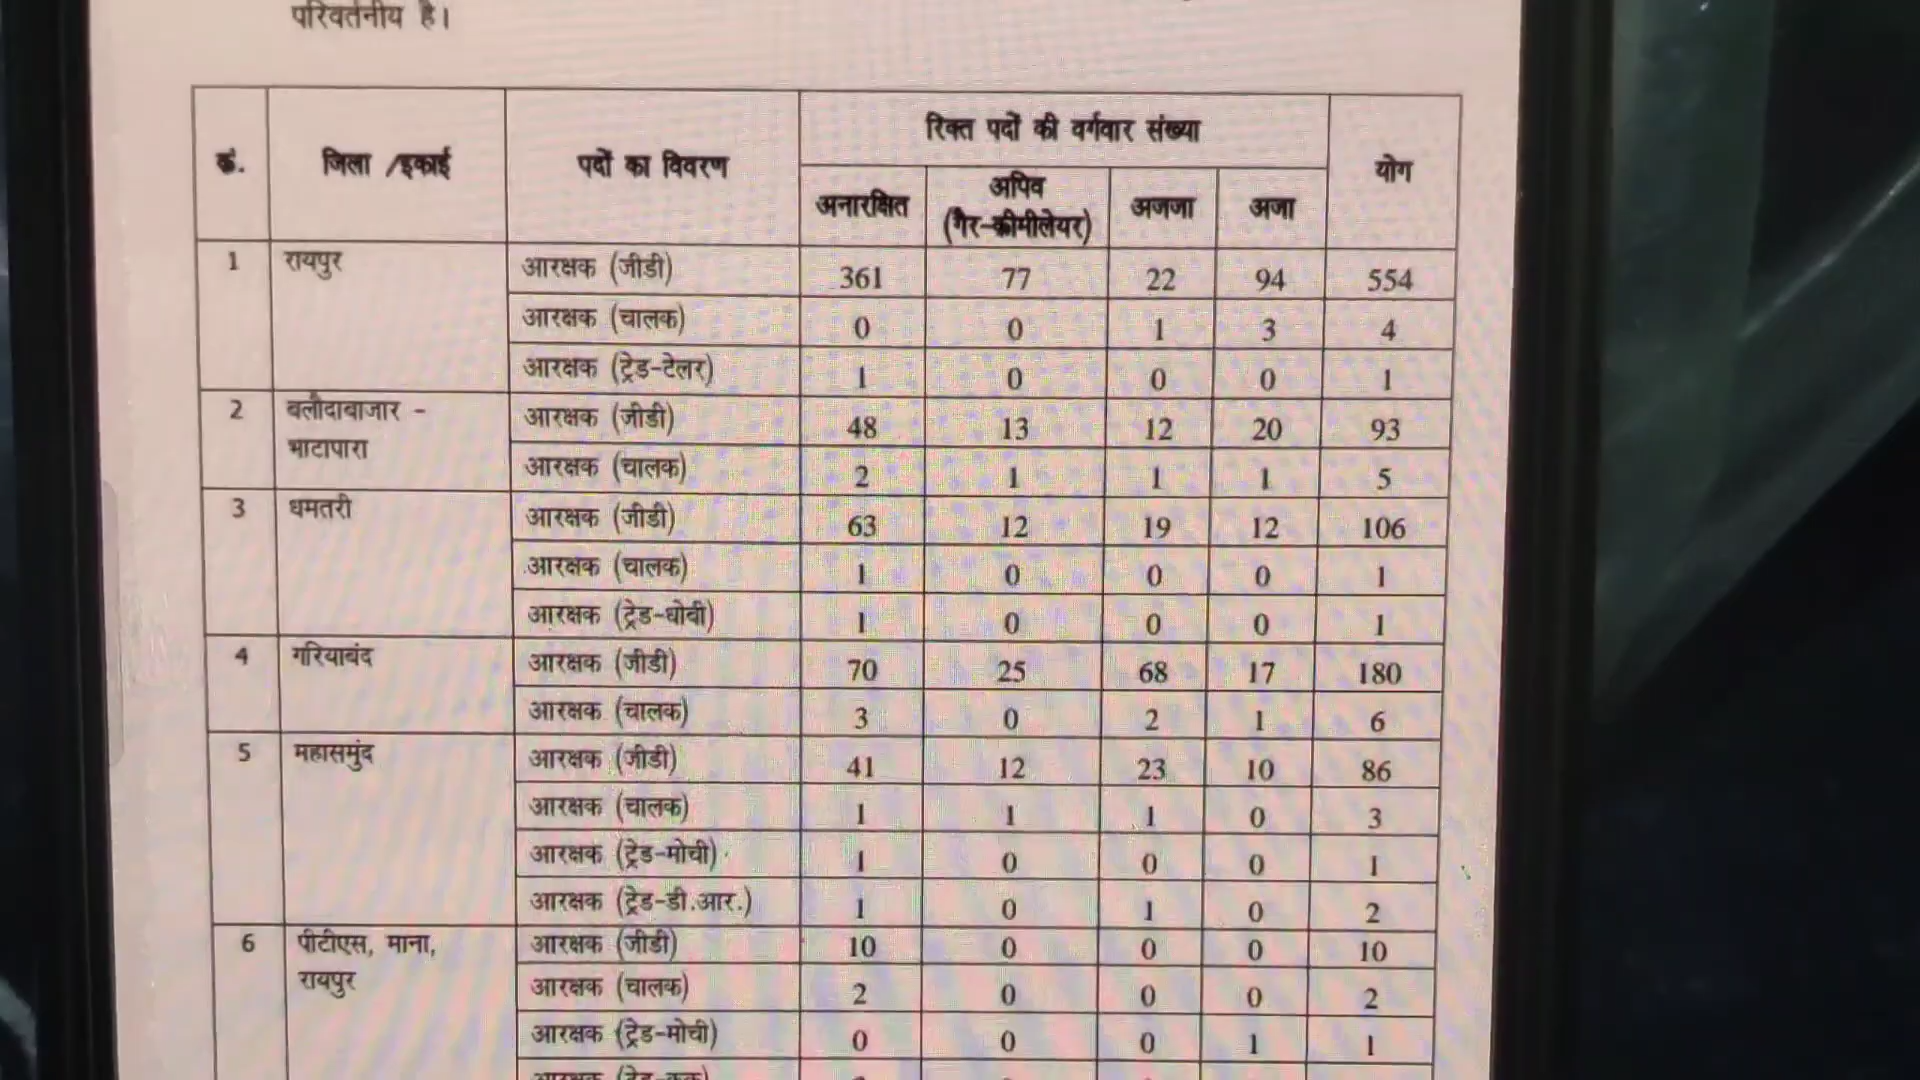 परिवर्तनीय है।
क्रं. जिला /इकाई पदों का विवरण रिक्त पदों की वर्गवार संख्या योग
अनारक्षित अपिव (गैर-क्रीमीलेयर) अजजा अजा
1 रायपुर आरक्षक (जीडी) 361 77 22 94 554
आरक्षक (चालक) 0 0 1 3 4
आरक्षक (ट्रेड-टेलर) 1 0 0 0 1
2 बलौदाबाजार - भाटापारा आरक्षक (जीडी) 48 13 12 20 93
आरक्षक (चालक) 2 1 1 1 5
3 धमतरी आरक्षक (जीडी) 63 12 19 12 106
आरक्षक (चालक) 1 0 0 0 1
आरक्षक (ट्रेड-धोबी) 1 0 0 0 1
4 गरियाबंद आरक्षक (जीडी) 70 25 68 17 180
आरक्षक (चालक) 3 0 2 1 6
5 महासमुंद आरक्षक (जीडी) 41 12 23 10 86
आरक्षक (चालक) 1 1 1 0 3
आरक्षक (ट्रेड-मोची) 1 0 0 0 1
आरक्षक (ट्रेड-डी.आर.) 1 0 1 0 2
6 पीटीएस, माना, रायपुर आरक्षक (जीडी) 10 0 0 0 10
आरक्षक (चालक) 2 0 0 0 2
आरक्षक (ट्रेड-मोची) 0 0 0 1 1
आरक्षक (ट्रेड-कुक)